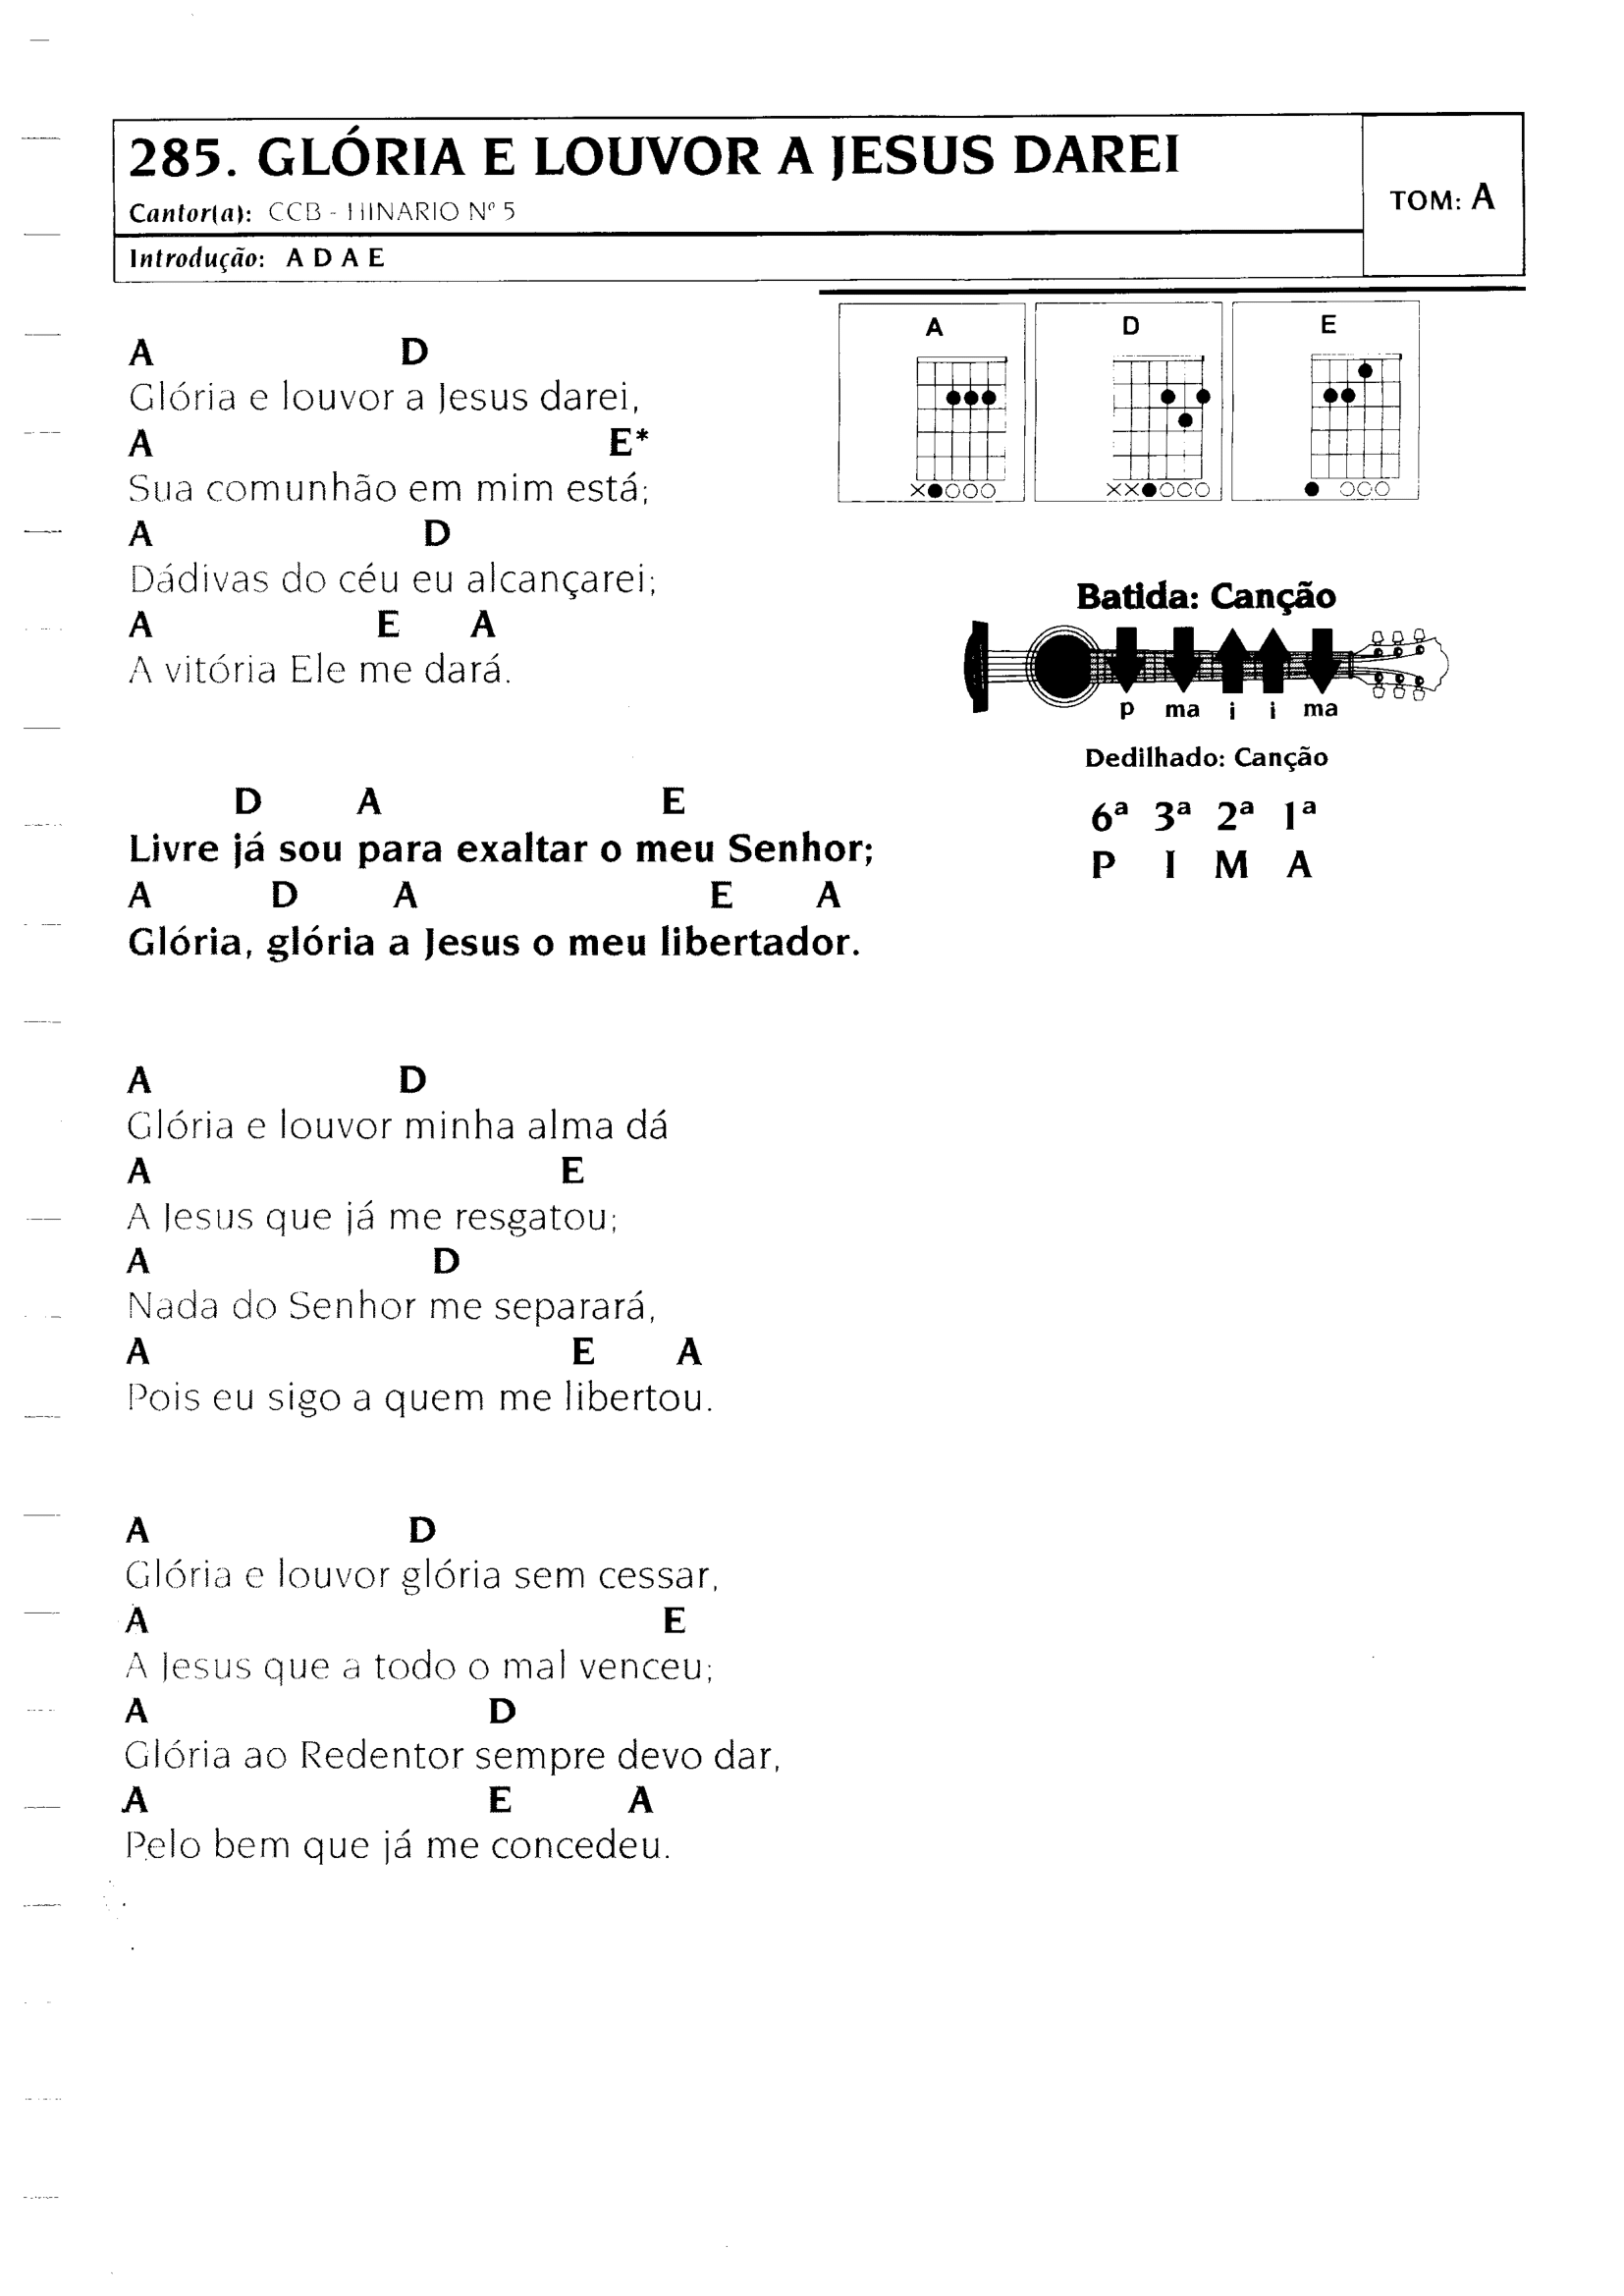 285. GLÓRIA E LOUVOR A JESUS DAREI
Cantor(a): CCB - HINARIO Nº 5
TOM: A
Introdução: A D A E
A D
Glória e louvor a Jesus darei,
A E*
Sua comunhão em mim está;
A D
Dádivas do céu eu alcançarei;
A E A
A vitória Ele me dará.
D A E
Livre já sou para exaltar o meu Senhor;
A D A E A
Glória, glória a Jesus o meu libertador.
A D
Glória e louvor minha alma dá
A E
A Jesus que já me resgatou;
A D
Nada do Senhor me separará,
A E A
Pois eu sigo a quem me libertou.
A D
Glória e louvor glória sem cessar,
A E
A Jesus que a todo o mal venceu;
A D
Glória ao Redentor sempre devo dar,
A E A
Pelo bem que já me concedeu.
A D E
Batida: Canção
p ma i i ma
Dedilhado: Canção
6ª 3ª 2ª 1ª
P I M A